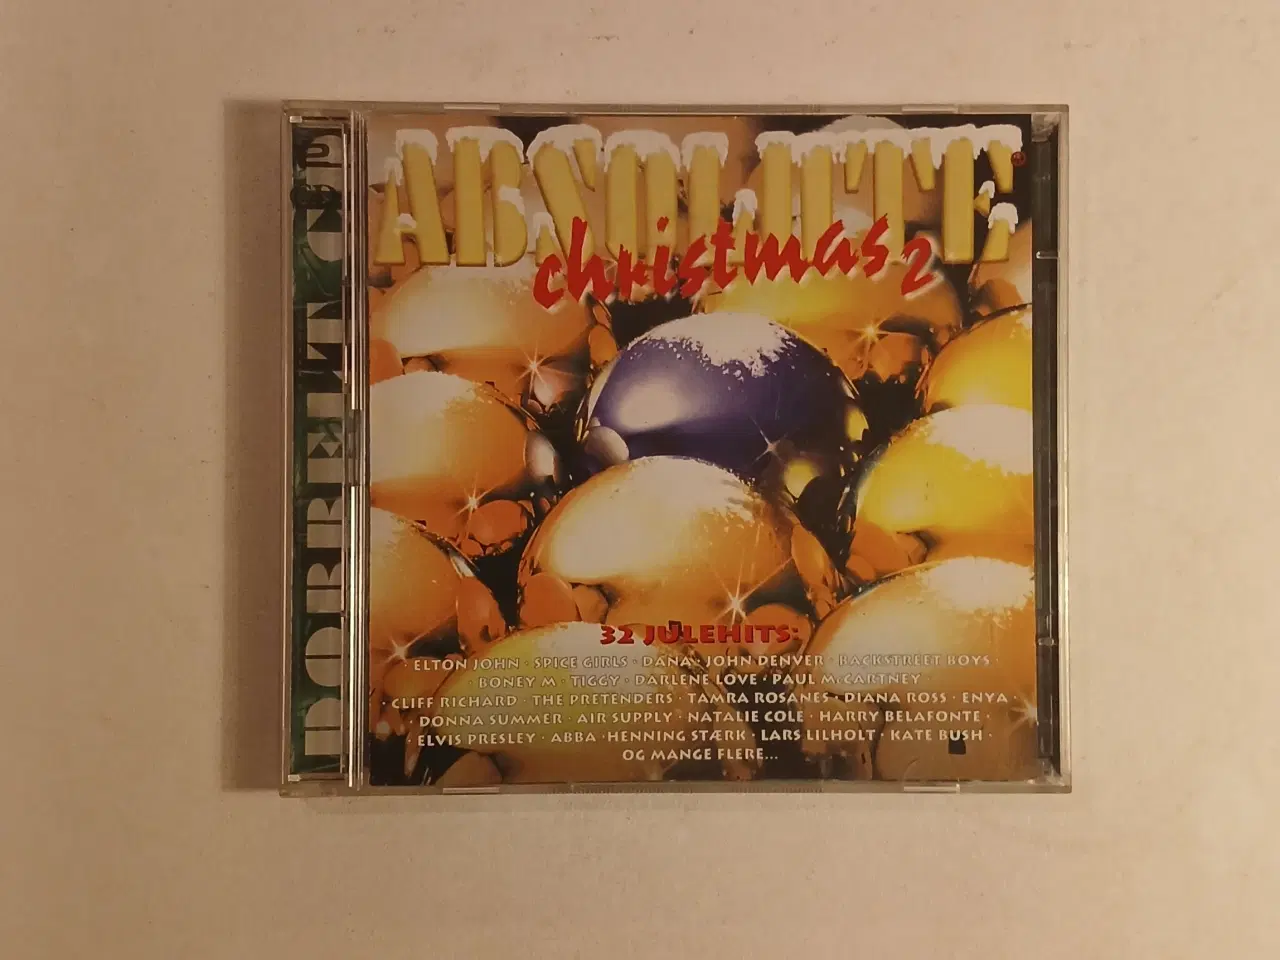 DOBBELT CD
ABSOLUTE®
christmas 2
32 JULEHITS:
· ELTON JOHN · SPICE GIRLS · DANA · JOHN DENVER · BACKSTREET BOYS ·
· BONEY M · TIGGY · DARLENE LOVE · PAUL McCARTNEY ·
· CLIFF RICHARD · THE PRETENDERS · TAMRA ROSANES · DIANA ROSS · ENYA ·
· DONNA SUMMER · AIR SUPPLY · NATALIE COLE · HARRY BELAFONTE ·
· ELVIS PRESLEY · ABBA · HENNING STÆRK · LARS LILHOLT · KATE BUSH ·
OG MANGE FLERE...